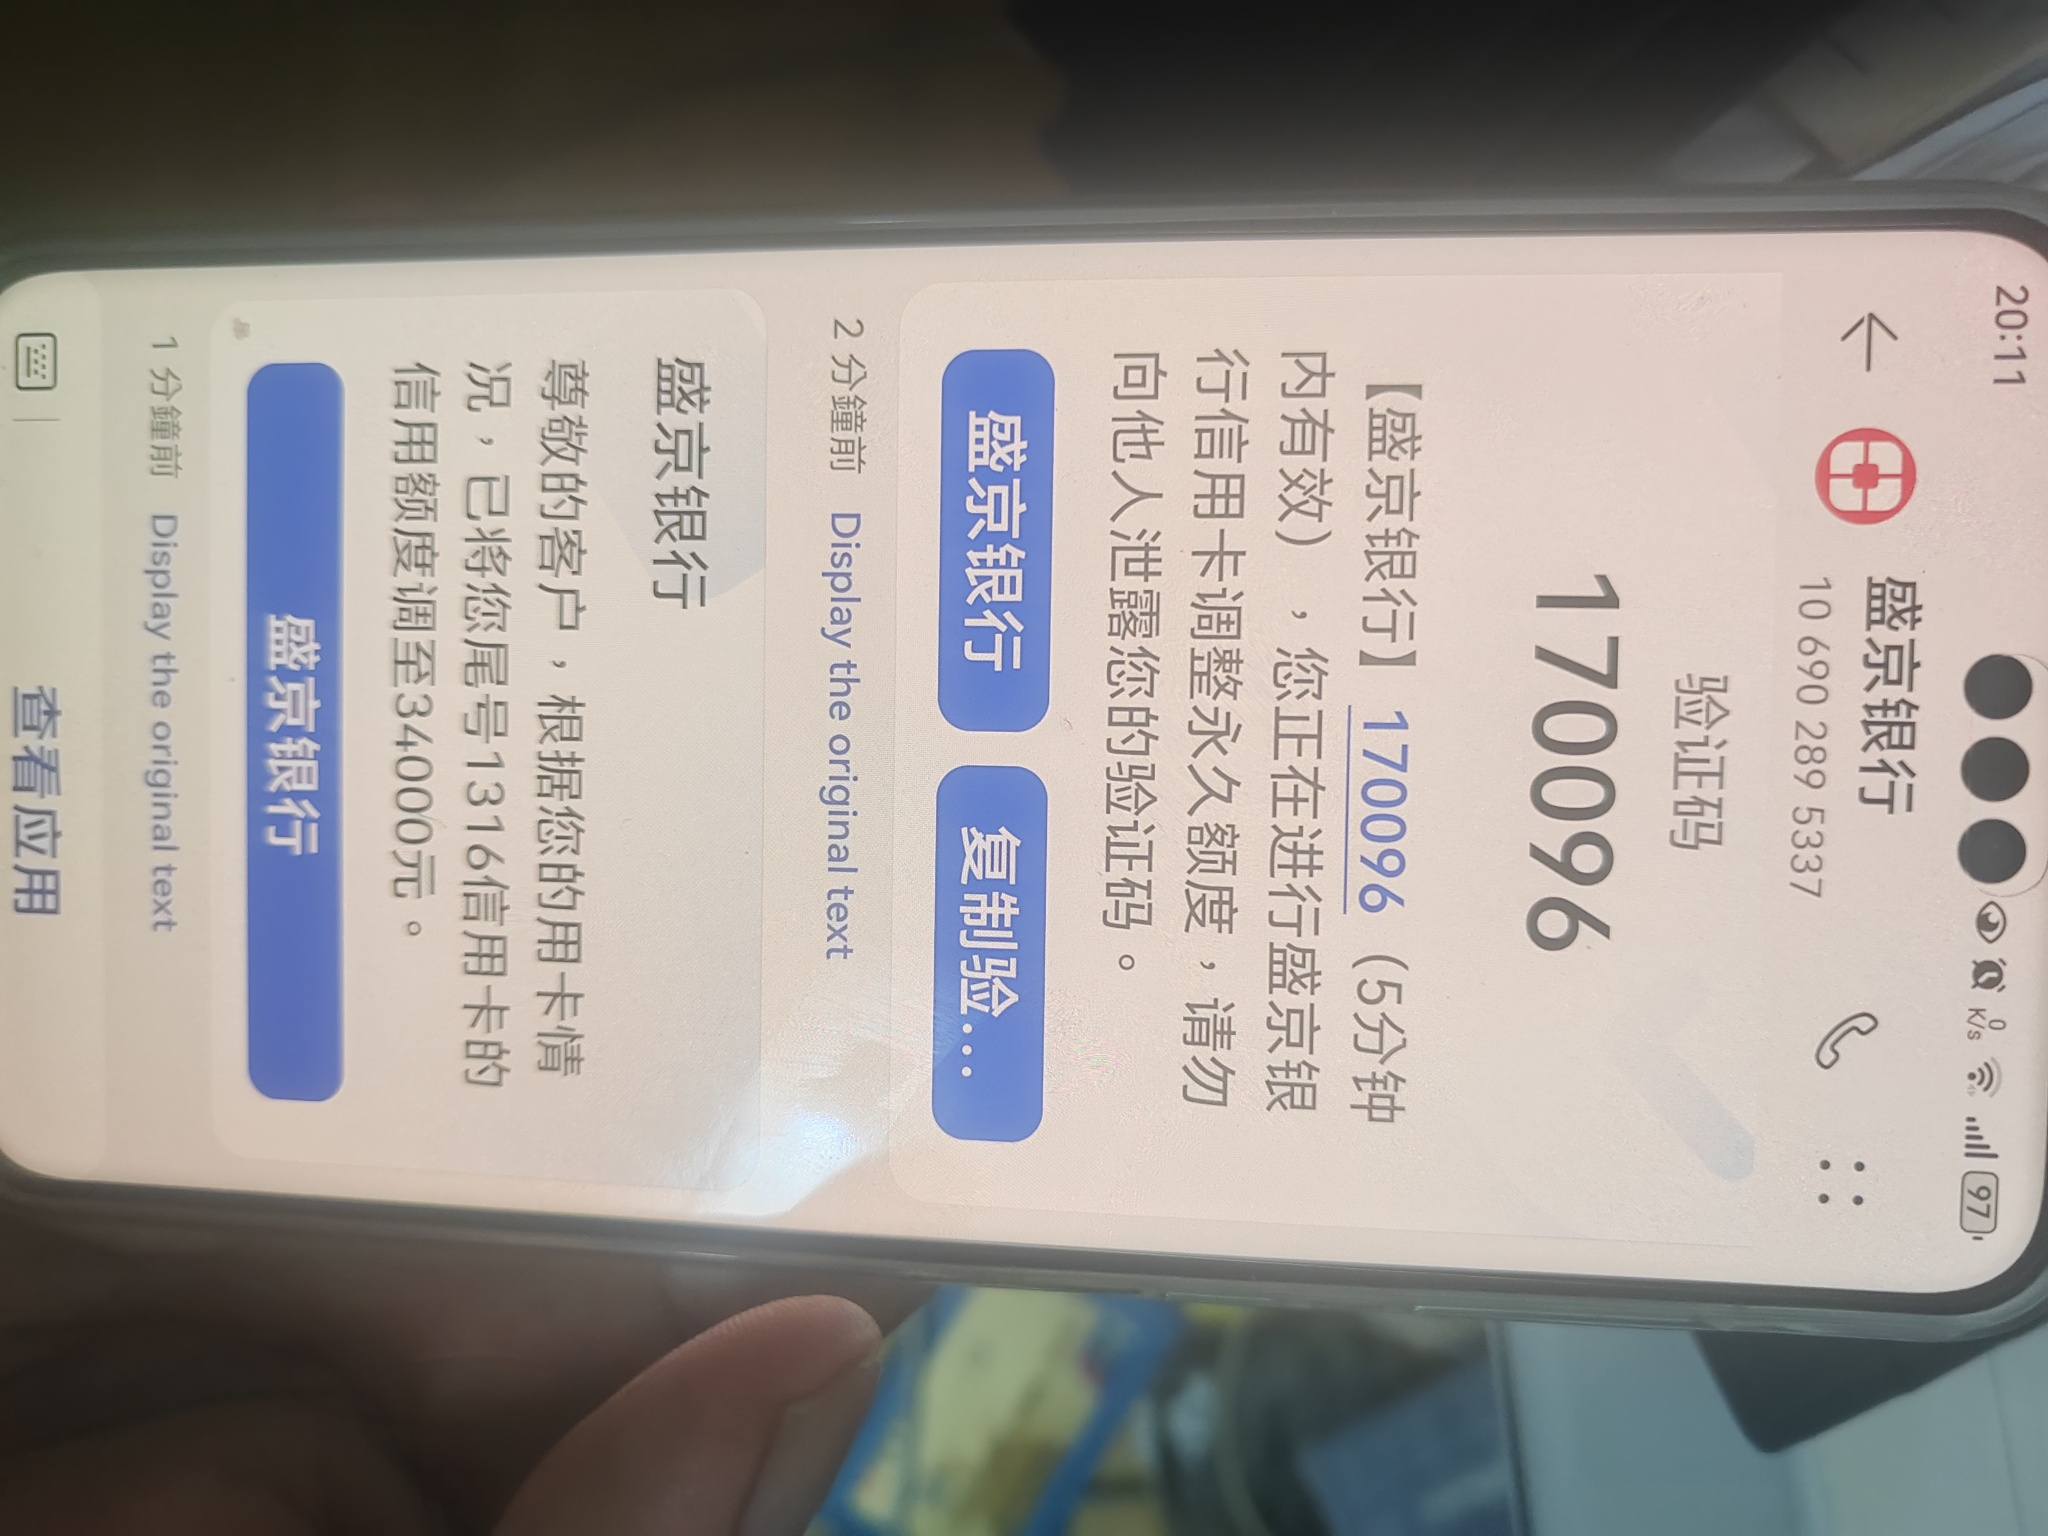 20:11
0
K/s
97
盛京银行
10 690 289 5337
验证码
170096
【盛京银行】170096（5分钟
内有效），您正在进行盛京银
行信用卡调整永久额度，请勿
向他人泄露您的验证码。
盛京银行 复制验...
2 分鐘前 Display the original text
盛京银行
尊敬的客户，根据您的用卡情
况，已将您尾号1316信用卡的
信用额度调至34000元。
盛京银行
1 分鐘前 Display the original text
查看应用